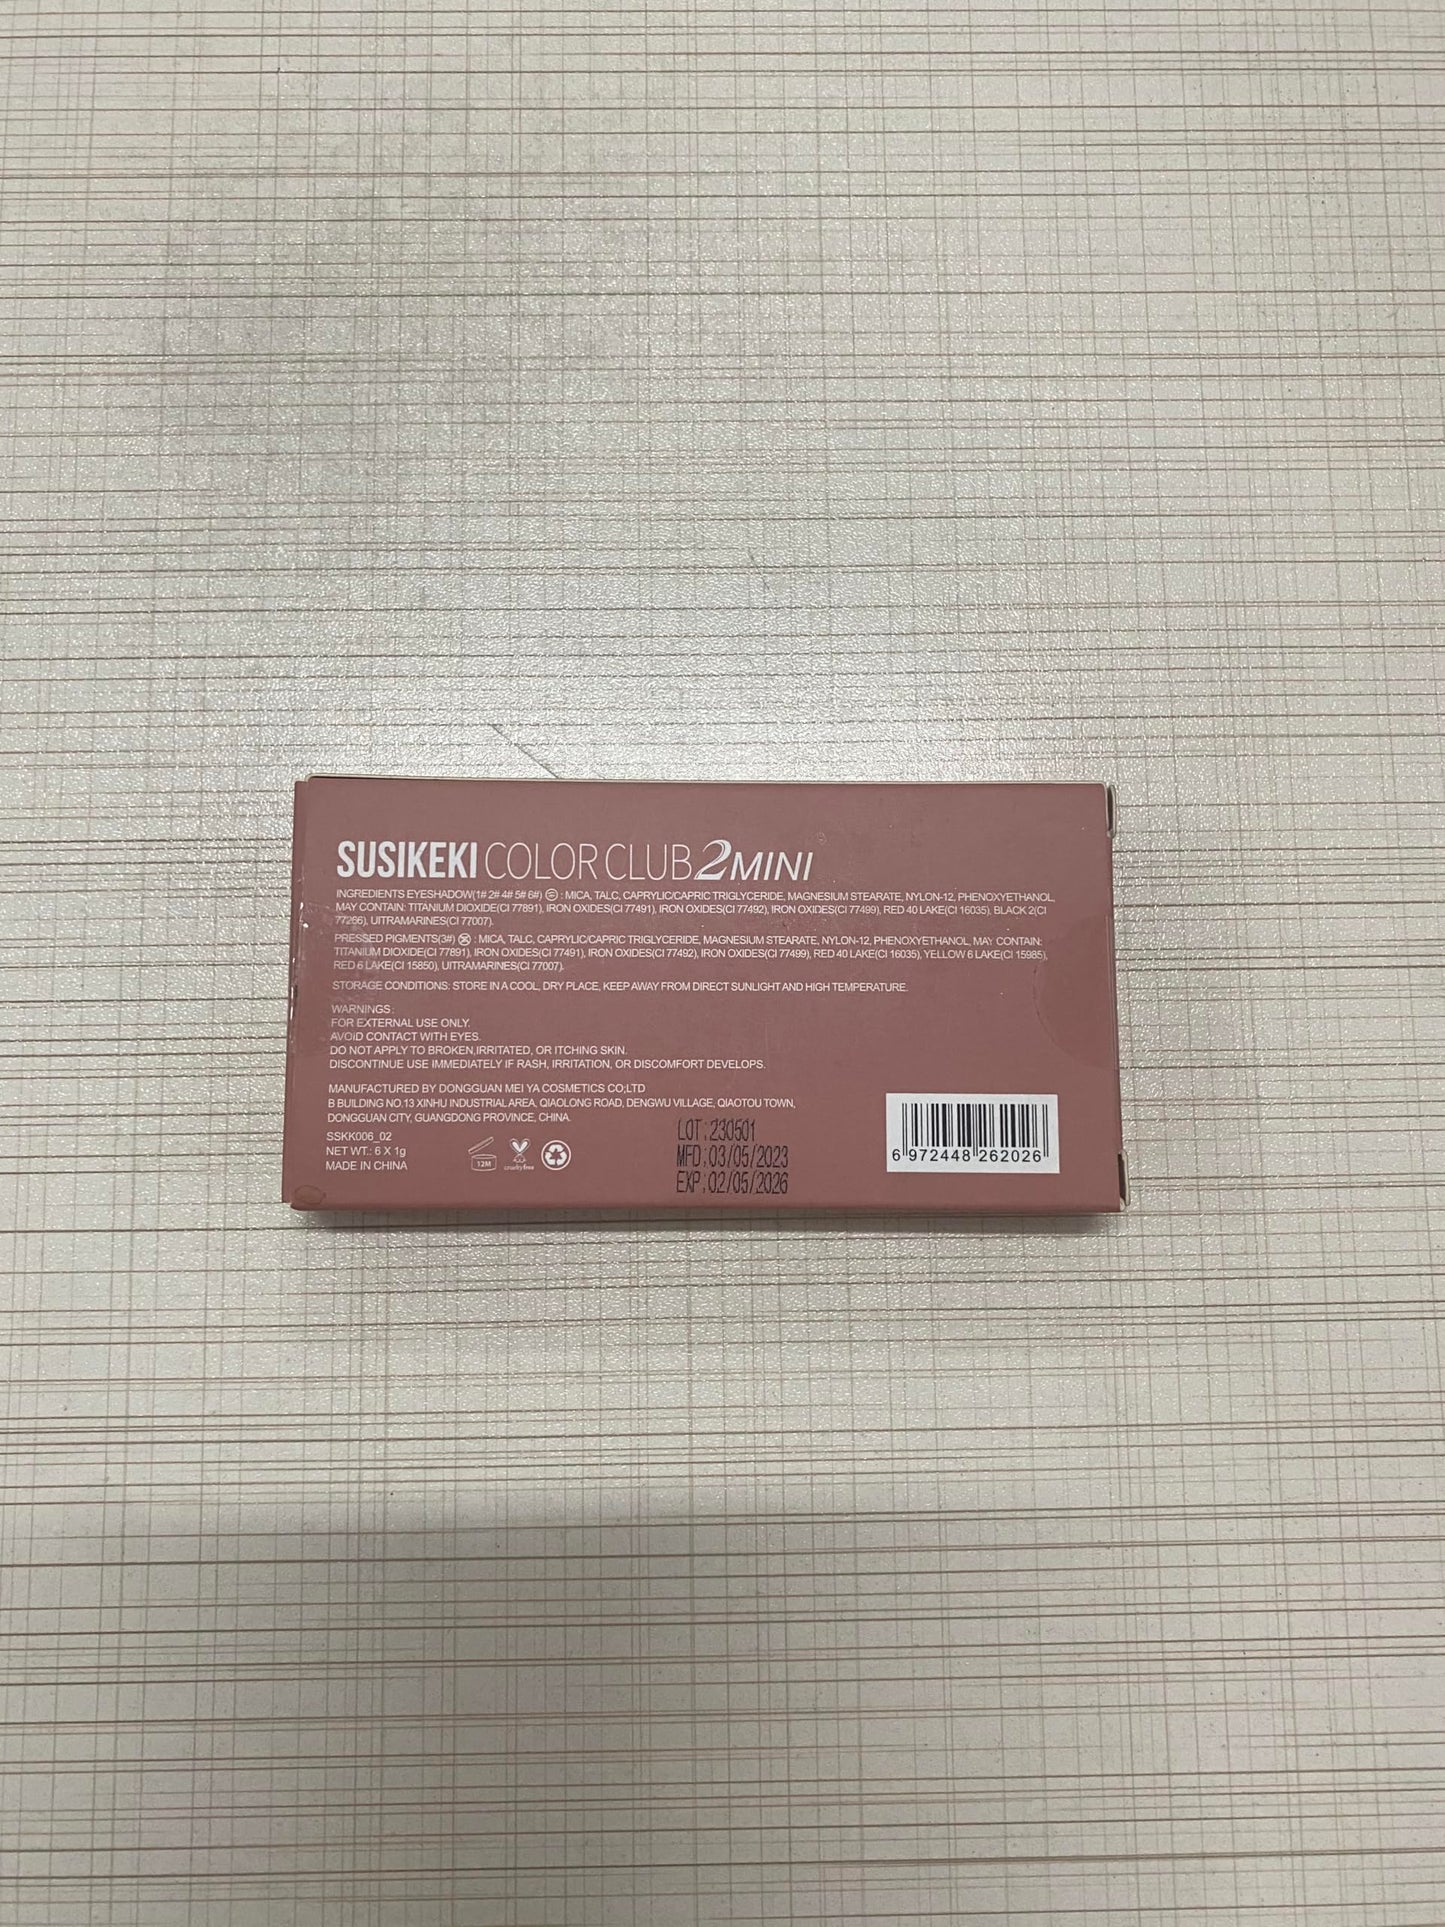 SUSIKEKI COLOR CLUB 2MINI
INGREDIENTS EYESHADOW(1# 2# 4# 5# 6#) : MICA, TALC, CAPRYLIC/CAPRIC TRIGLYCERIDE, MAGNESIUM STEARATE, NYLON-12, PHENOXYETHANOL,
MAY CONTAIN: TITANIUM DIOXIDE(CI 77891), IRON OXIDES(CI 77491), IRON OXIDES(CI 77492), IRON OXIDES(CI 77499), RED 40 LAKE(CI 16035). BLACK 2(CI
77266), UITRAMARINES(CI 77007).
PRESSED PIGMENTS(3#) : MICA, TALC, CAPRYLIC/CAPRIC TRIGLYCERIDE, MAGNESIUM STEARATE, NYLON-12, PHENOXYETHANOL, MAY CONTAIN:
TITANIUM DIOXIDE(CI 77891), IRON OXIDES(CI 77491), IRON OXIDES(CI 77492), IRON OXIDES(CI 77499), RED 40 LAKE(CI 16035), YELLOW 6 LAKE(CI 15985),
RED 6 LAKE(CI 15850), UITRAMARINES(CI 77007).
STORAGE CONDITIONS: STORE IN A COOL, DRY PLACE, KEEP AWAY FROM DIRECT SUNLIGHT AND HIGH TEMPERATURE.
WARNINGS:
FOR EXTERNAL USE ONLY.
AVOID CONTACT WITH EYES.
DO NOT APPLY TO BROKEN,IRRITATED, OR ITCHING SKIN.
DISCONTINUE USE IMMEDIATELY IF RASH, IRRITATION, OR DISCOMFORT DEVELOPS.
MANUFACTURED BY DONGGUAN MEI YA COSMETICS CO;LTD
B BUILDING NO.13 XINHU INDUSTRIAL AREA, QIAOLONG ROAD, DENGWU VILLAGE, QIAOTOU TOWN,
DONGGUAN CITY, GUANGDONG PROVINCE, CHINA.
SSKK006_02
NET WT.: 6 X 1g
MADE IN CHINA
12M
crueltyfree
LOT:230501
MFD:03/05/2023
EXP:02/05/2026
6 972448 262026